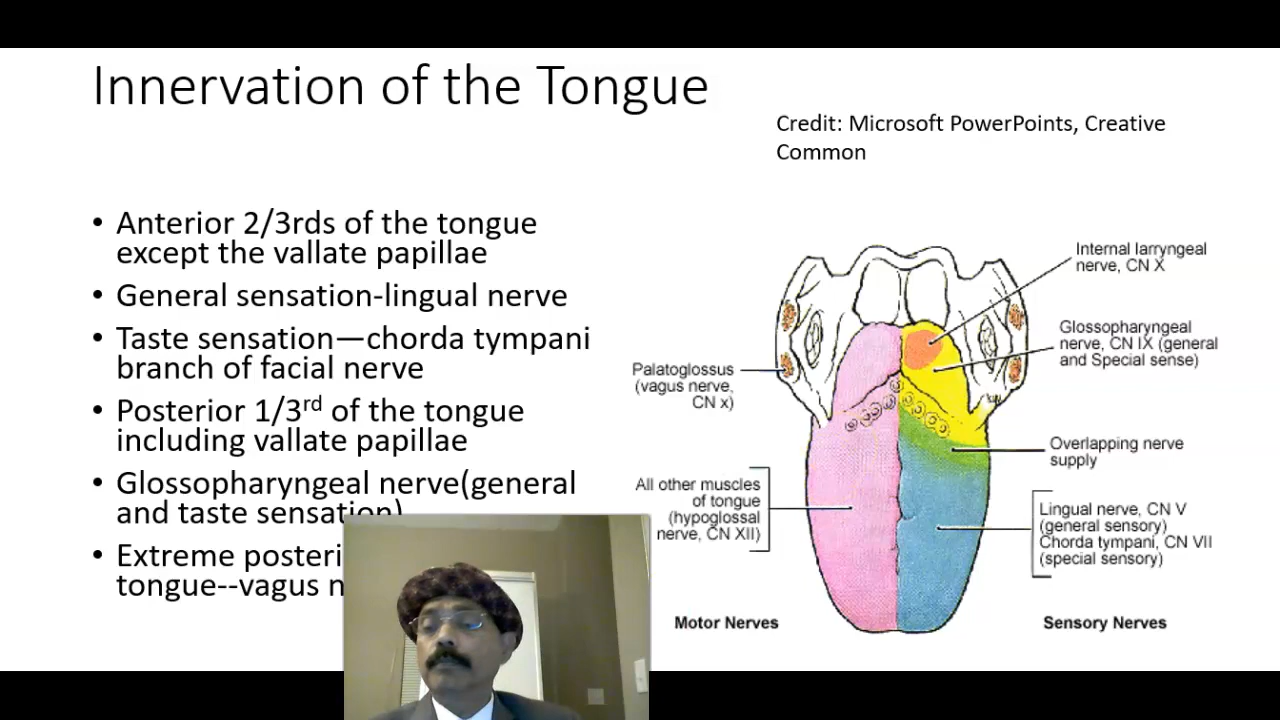 Innervation of the Tongue
Credit: Microsoft PowerPoints, Creative
Common
• Anterior 2/3rds of the tongue
except the vallate papillae
• General sensation-lingual nerve
• Taste sensation—chorda tympani
branch of facial nerve
• Posterior 1/3rd of the tongue
including vallate papillae
• Glossopharyngeal nerve(general
and taste sensation)
• Extreme
tongue--vagus
Internal larryngeal
nerve, CN X
Glossopharyngeal
nerve, CN IX (general
and Special sense)
Palatoglossus
(vagus nerve,
CN x)
Overlapping nerve
supply
All other muscles
of tongue
(hypoglossal
nerve, CN XII)
Lingual nerve, CN V
(general sensory)
Chorda tympani, CN VII
(special sensory)
Motor Nerves
Sensory Nerves